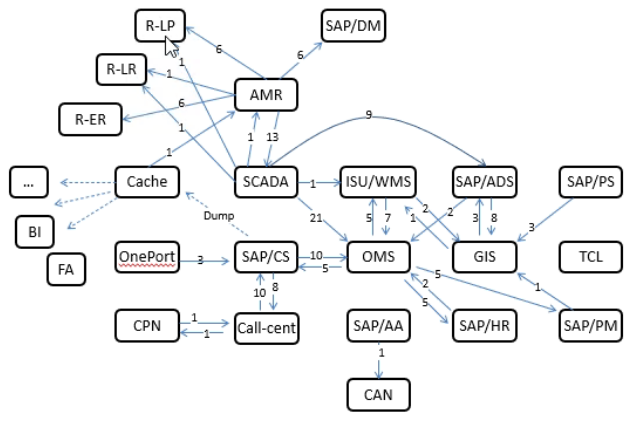 R-LP
SAP/DM
6
6
1
R-LR
1
AMR
6
R-ER
1
1
13
9
1
...
Cache
SCADA
1
ISU/WMS
SAP/ADS
SAP/PS
2
2
BI
Dump
21
5
7
1
3
8
3
FA
OnePort
3
SAP/CS
10
5
OMS
GIS
TCL
5
2
1
10
8
5
CPN
1
1
Call-cent
SAP/AA
SAP/HR
SAP/PM
1
CAN